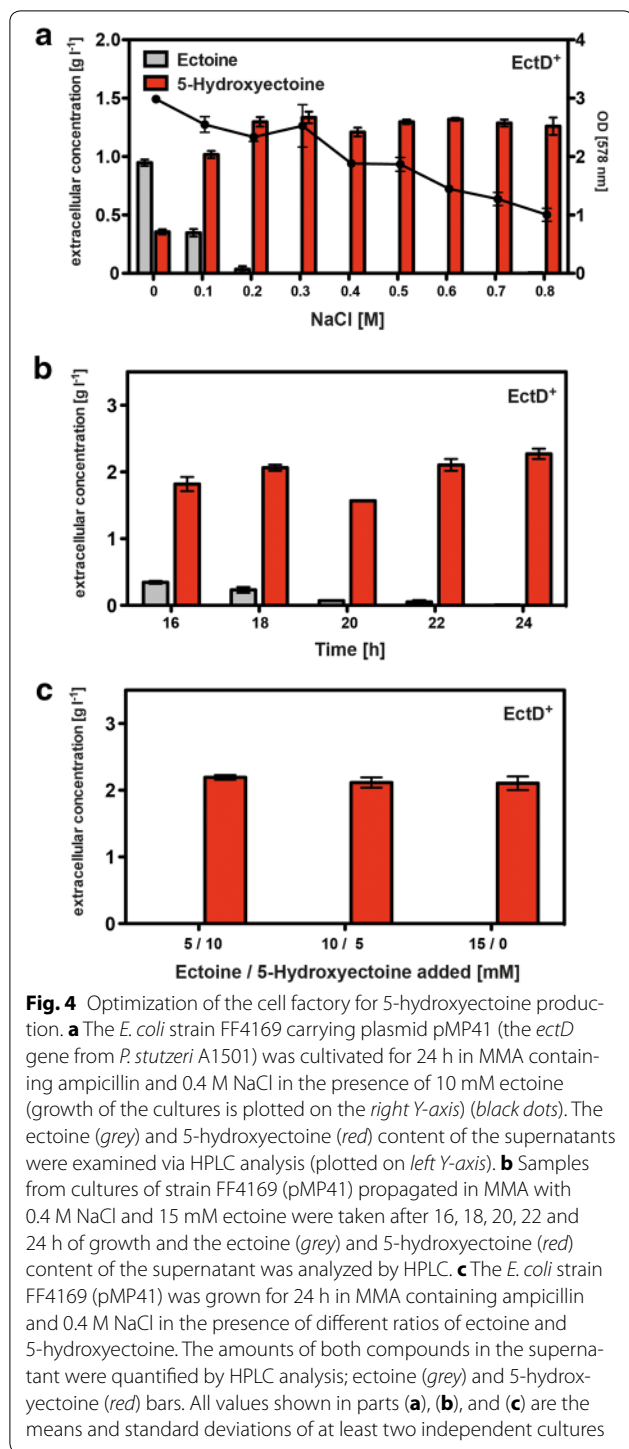 a
2.0
1.5
1.0
0.5
0
extracellular concentration [g l⁻¹]
Ectoine
5-Hydroxyectoine
EctD⁺
4
3
2
1
0
OD [578 nm]
0 0.1 0.2 0.3 0.4 0.5 0.6 0.7 0.8
NaCl [M]
b
3
2
1
0
extracellular concentration [g l⁻¹]
EctD⁺
16 18 20 22 24
Time [h]
c
3
2
1
0
extracellular concentration [g l⁻¹]
EctD⁺
5 / 10 10 / 5 15 / 0
Ectoine / 5-Hydroxyectoine added [mM]
Fig. 4 Optimization of the cell factory for 5-hydroxyectoine produc-
tion. a The E. coli strain FF4169 carrying plasmid pMP41 (the ectD
gene from P. stutzeri A1501) was cultivated for 24 h in MMA contain-
ing ampicillin and 0.4 M NaCl in the presence of 10 mM ectoine
(growth of the cultures is plotted on the right Y-axis) (black dots). The
ectoine (grey) and 5-hydroxyectoine (red) content of the supernatants
were examined via HPLC analysis (plotted on left Y-axis). b Samples
from cultures of strain FF4169 (pMP41) propagated in MMA with
0.4 M NaCl and 15 mM ectoine were taken after 16, 18, 20, 22 and
24 h of growth and the ectoine (grey) and 5-hydroxyectoine (red)
content of the supernatant was analyzed by HPLC. c The E. coli strain
FF4169 (pMP41) was grown for 24 h in MMA containing ampicillin
and 0.4 M NaCl in the presence of different ratios of ectoine and
5-hydroxyectoine. The amounts of both compounds in the superna-
tant were quantified by HPLC analysis; ectoine (grey) and 5-hydrox-
yectoine (red) bars. All values shown in parts (a), (b), and (c) are the
means and standard deviations of at least two independent cultures